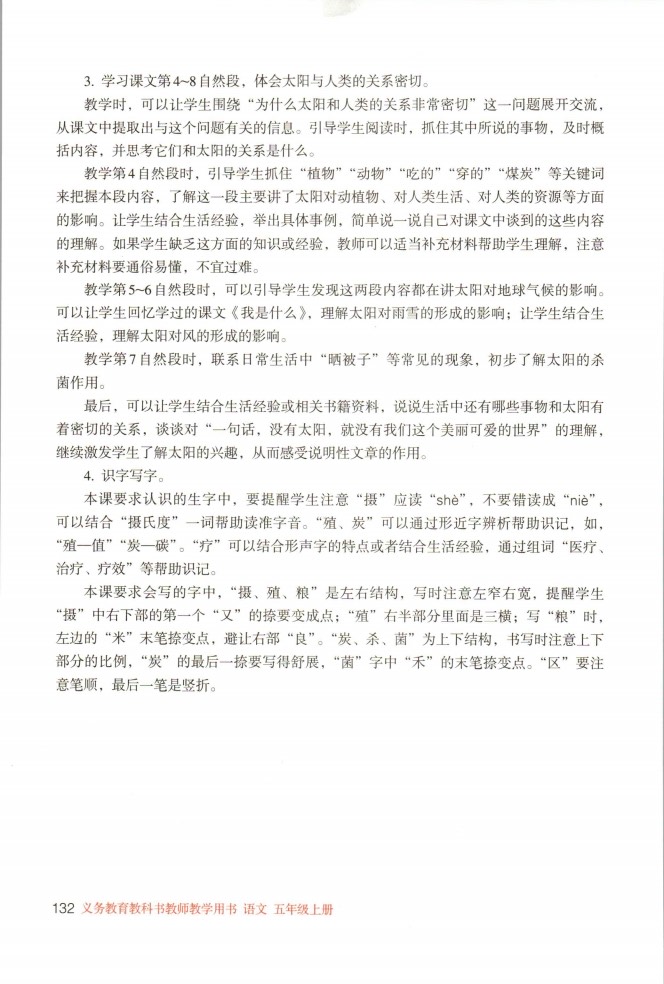 3. 学习课文第4~8自然段，体会太阳与人类的关系密切。
教学时，可以让学生围绕“为什么太阳和人类的关系非常密切”这一问题展开交流，
从课文中提取出与这个问题有关的信息。引导学生阅读时，抓住其中所说的事物，及时概
括内容，并思考它们和太阳的关系是什么。
教学第4自然段时，引导学生抓住“植物”“动物”“吃的”“穿的”“煤炭”等关键词
来把握本段内容，了解这一段主要讲了太阳对动植物、对人类生活、对人类的资源等方面
的影响。让学生结合生活经验，举出具体事例，简单说一说自己对课文中谈到的这些内容
的理解。如果学生缺乏这方面的知识或经验，教师可以适当补充材料帮助学生理解，注意
补充材料要通俗易懂，不宜过难。
教学第5~6自然段时，可以引导学生发现这两段内容都在讲太阳对地球气候的影响。
可以让学生回忆学过的课文《我是什么》，理解太阳对雨雪的形成的影响；让学生结合生
活经验，理解太阳对风的形成的影响。
教学第7自然段时，联系日常生活中“晒被子”等常见的现象，初步了解太阳的杀
菌作用。
最后，可以让学生结合生活经验或相关书籍资料，说说生活中还有哪些事物和太阳有
着密切的关系，谈谈对“一句话，没有太阳，就没有我们这个美丽可爱的世界”的理解，
继续激发学生了解太阳的兴趣，从而感受说明性文章的作用。
4. 识字写字。
本课要求认识的生字中，要提醒学生注意“摄”应读“shè”，不要错读成“niè”，
可以结合“摄氏度”一词帮助读准字音。“殖、炭”可以通过形近字辨析帮助识记，如，
“殖—值”“炭—碳”。“疗”可以结合形声字的特点或者结合生活经验，通过组词“医疗、
治疗、疗效”等帮助识记。
本课要求会写的字中，“摄、殖、粮”是左右结构，写时注意左窄右宽，提醒学生
“摄”中右下部的第一个“又”的捺要变成点；“殖”右半部分里面是三横；写“粮”时，
左边的“米”末笔捺变点，避让右部“良”。“炭、杀、菌”为上下结构，书写时注意上下
部分的比例，“炭”的最后一捺要写得舒展，“菌”字中“禾”的末笔捺变点。“区”要注
意笔顺，最后一笔是竖折。
132 义务教育教科书教师教学用书 语文 五年级上册